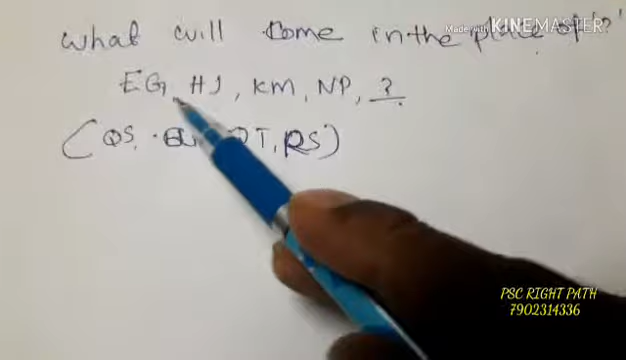 what will come in the place of '?'
Made with KINEMASTER
EG, HJ, KM, NP, ?
(QS, QT, RS)
PSC RIGHT PATH
7902314336